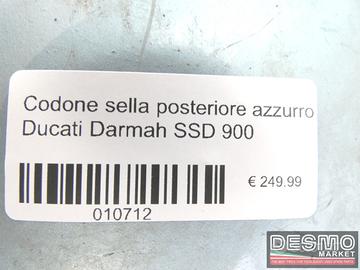 Codone sella posteriore azzurro
Ducati Darmah SSD 900
€ 249.99
010712
DESMO
MARKET